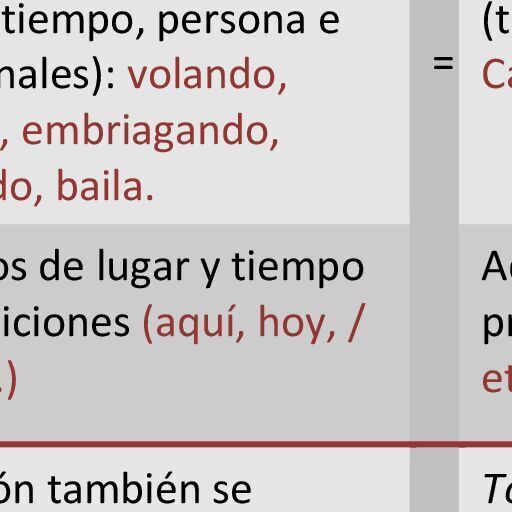 tiempo, persona e
nales): volando,
, embriagando,
do, baila.
=
(t
Ca
os de lugar y tiempo
iciones (aquí, hoy, /
.)
Ac
pr
et
ón también se
To